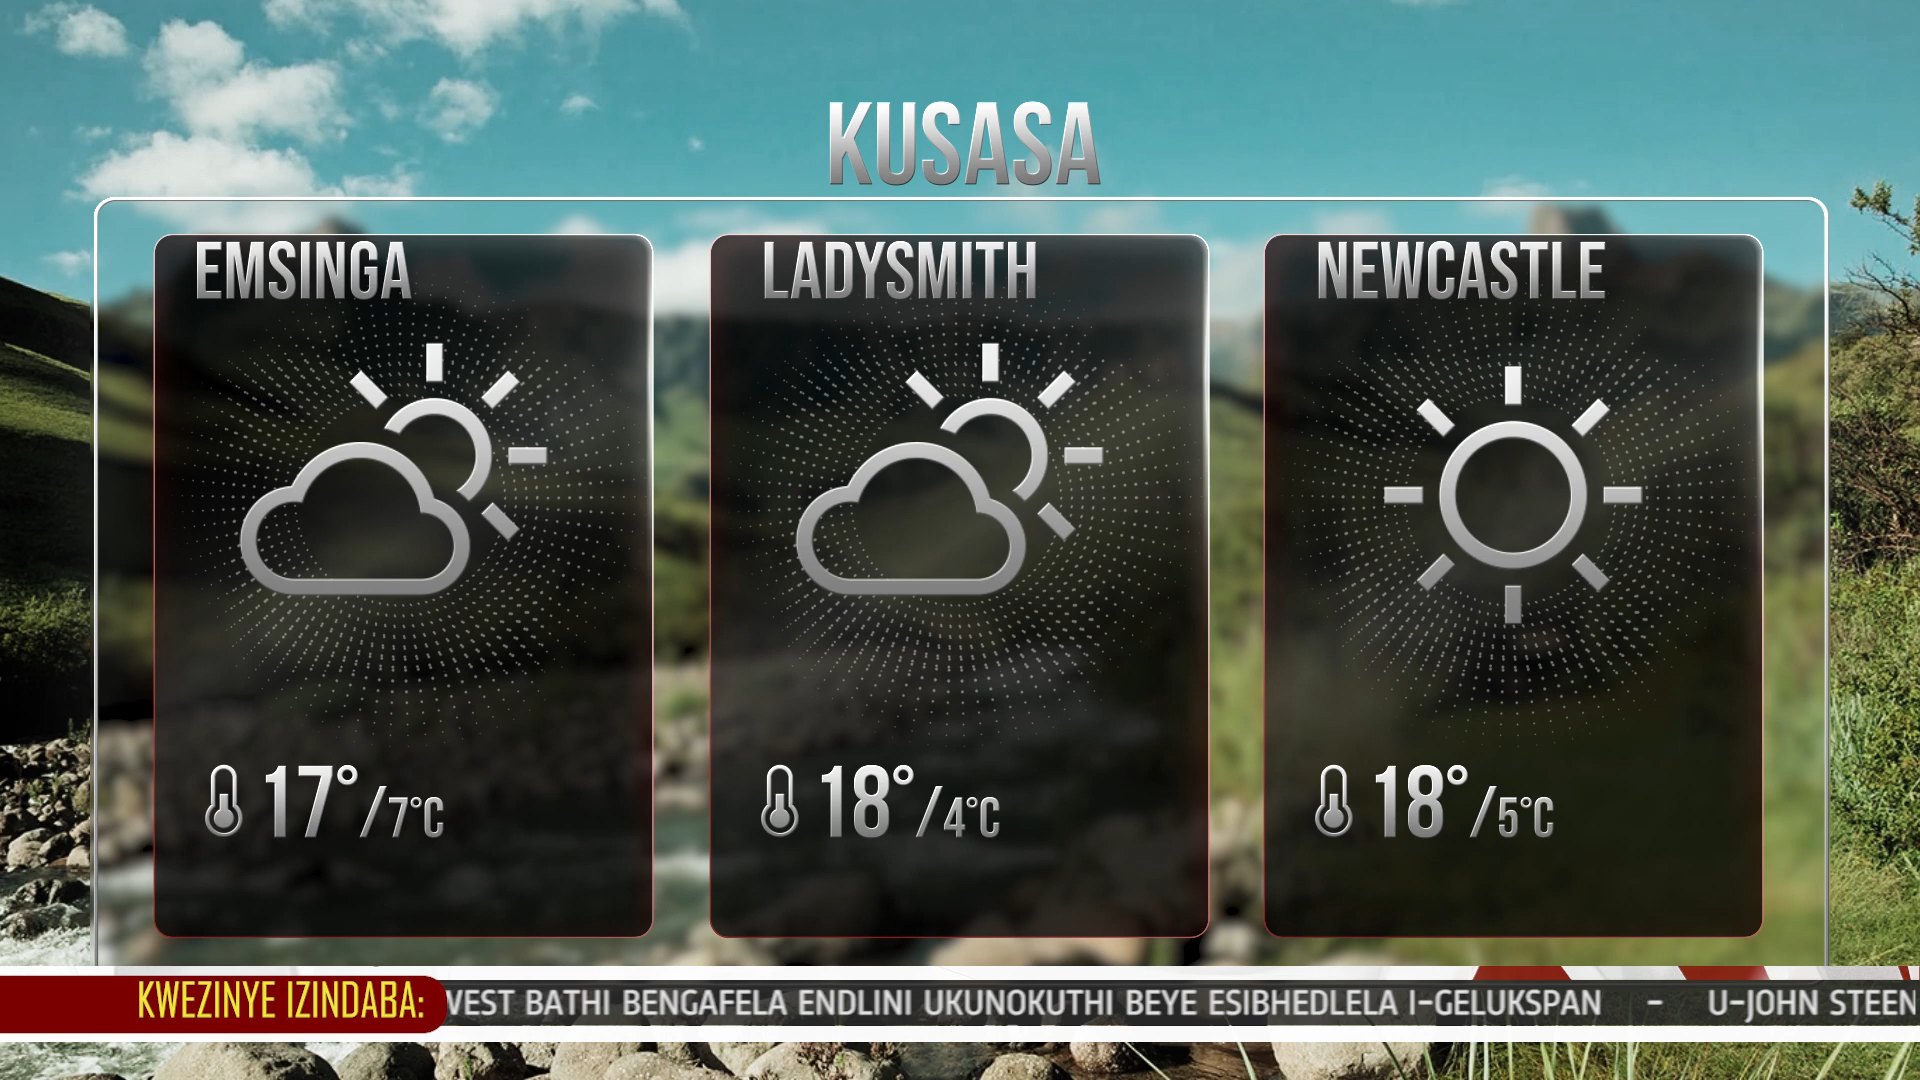 KUSASA
EMSINGA
LADYSMITH
NEWCASTLE
17°/7°C
18°/4°C
18°/5°C
KWEZINYE IZINDABA:
WEST BATHI BENGAFELA ENDLINI UKUNOKUTHI BEYE ESIBHEDLELA I-GELUKSPAN - U-JOHN STEEN